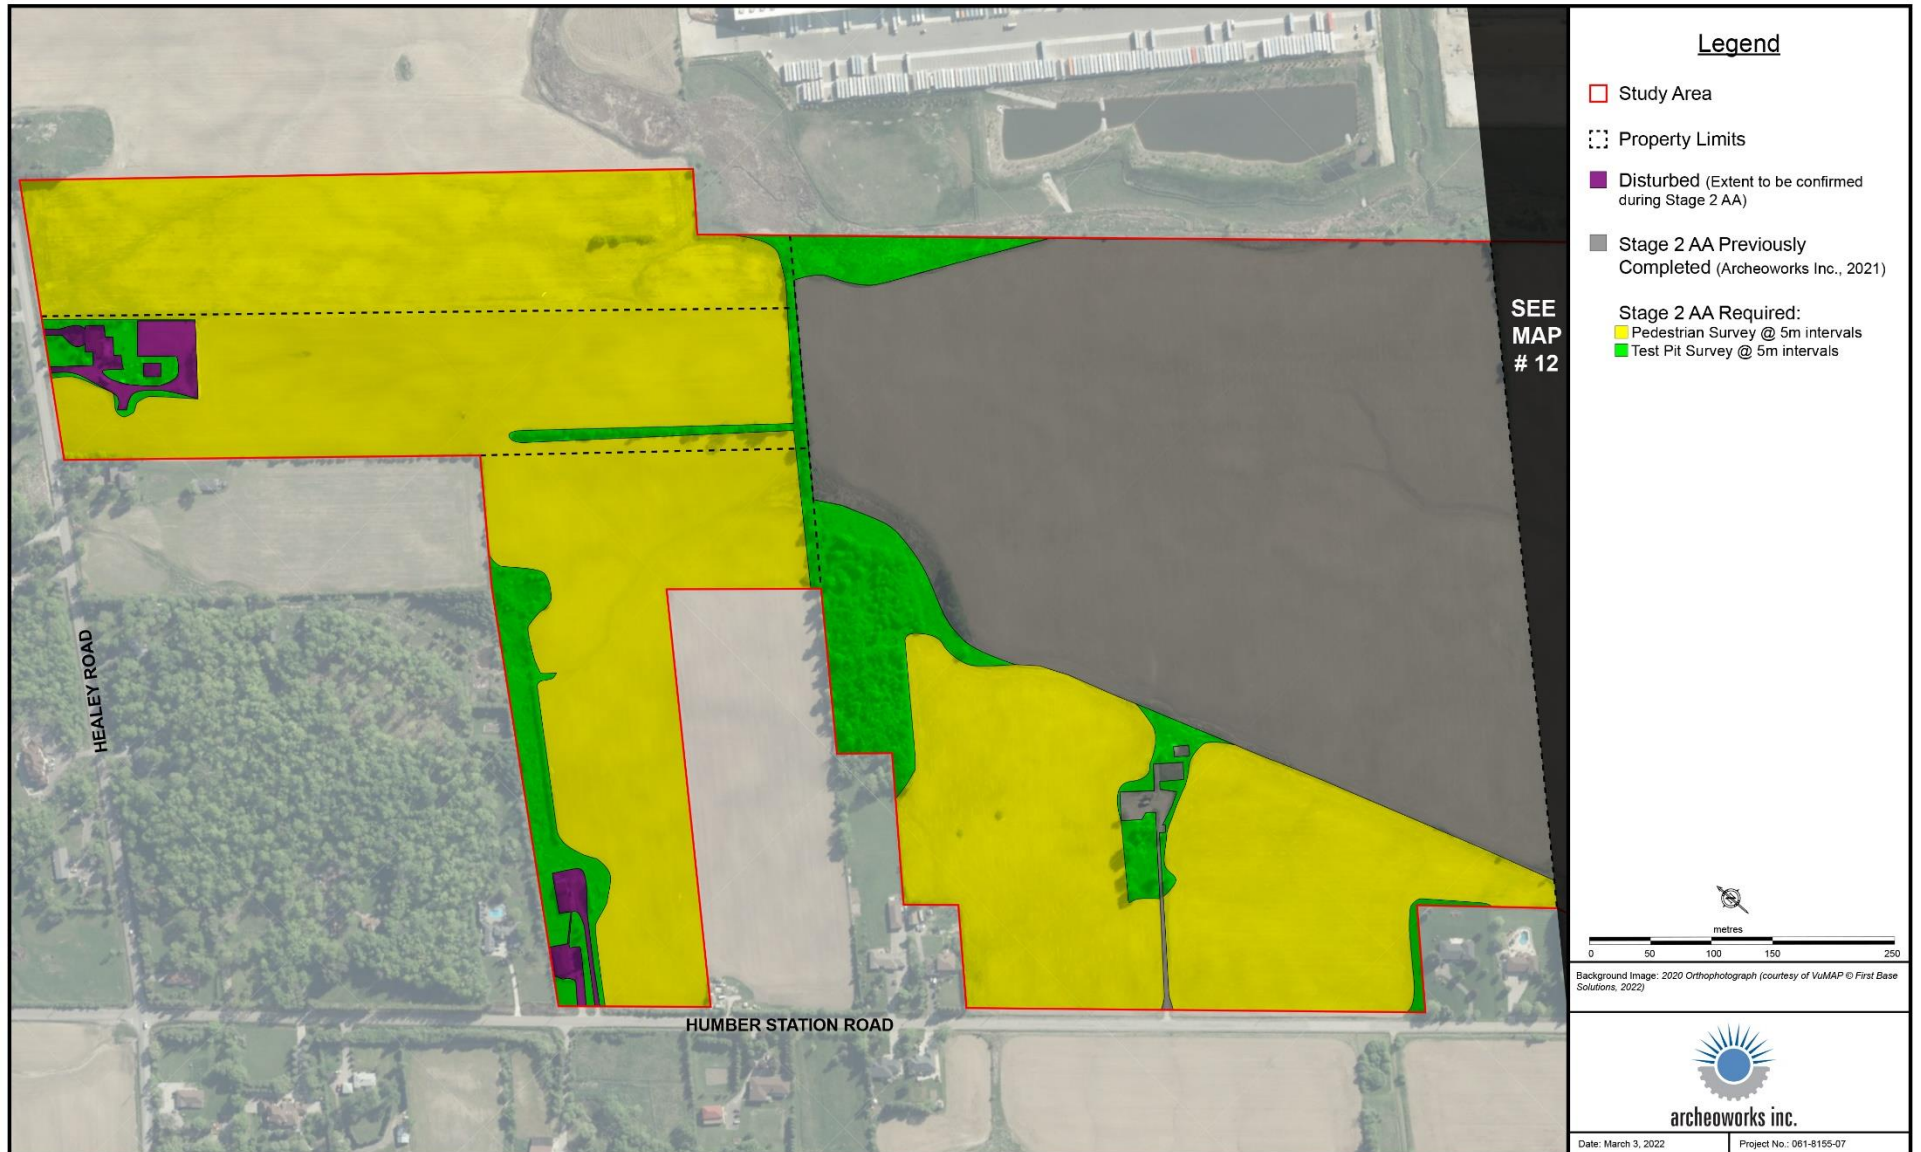 Legend
Study Area
Property Limits
Disturbed (Extent to be confirmed
during Stage 2 AA)
Stage 2 AA Previously
Completed (Archeoworks Inc., 2021)
Stage 2 AA Required:
Pedestrian Survey @ 5m intervals
Test Pit Survey @ 5m intervals
SEE
MAP
# 12
HEALEY ROAD
HUMBER STATION ROAD
N
metres
0 50 100 150 250
Background Image: 2020 Orthophotograph (courtesy of VuMAP © First Base
Solutions, 2022)
archeoworks inc.
Date: March 3, 2022
Project No.: 061-8155-07